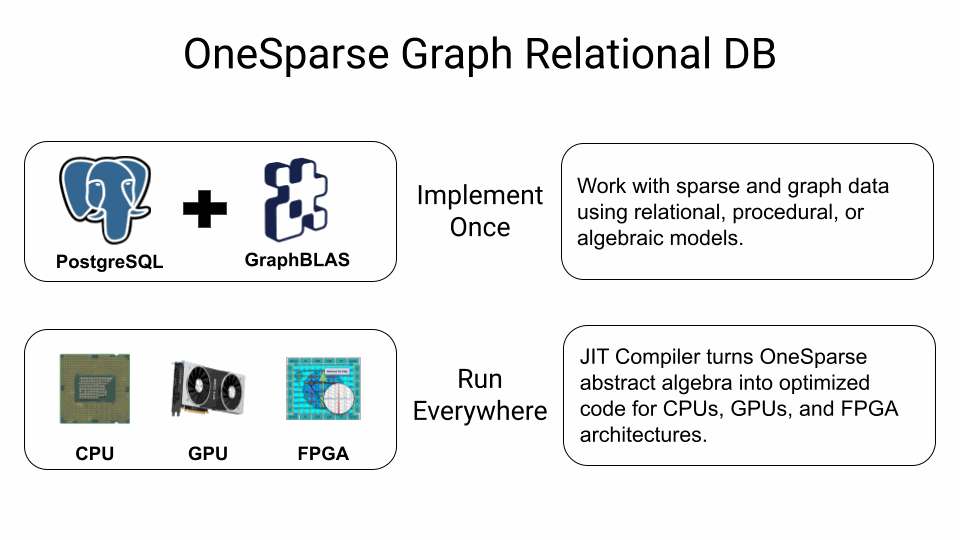 OneSparse Graph Relational DB
PostgreSQL
GraphBLAS
Implement
Once
Work with sparse and graph data
using relational, procedural, or
algebraic models.
CPU
GPU
FPGA
Run
Everywhere
JIT Compiler turns OneSparse
abstract algebra into optimized
code for CPUs, GPUs, and FPGA
architectures.